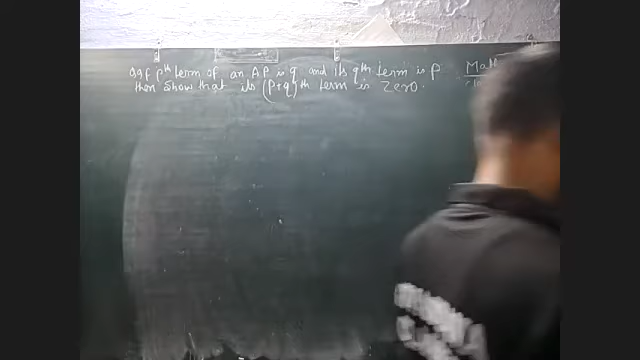 Q If pth term of an AP is q and its qth term is p
then show that its (p+q)th term is zero.
Mat